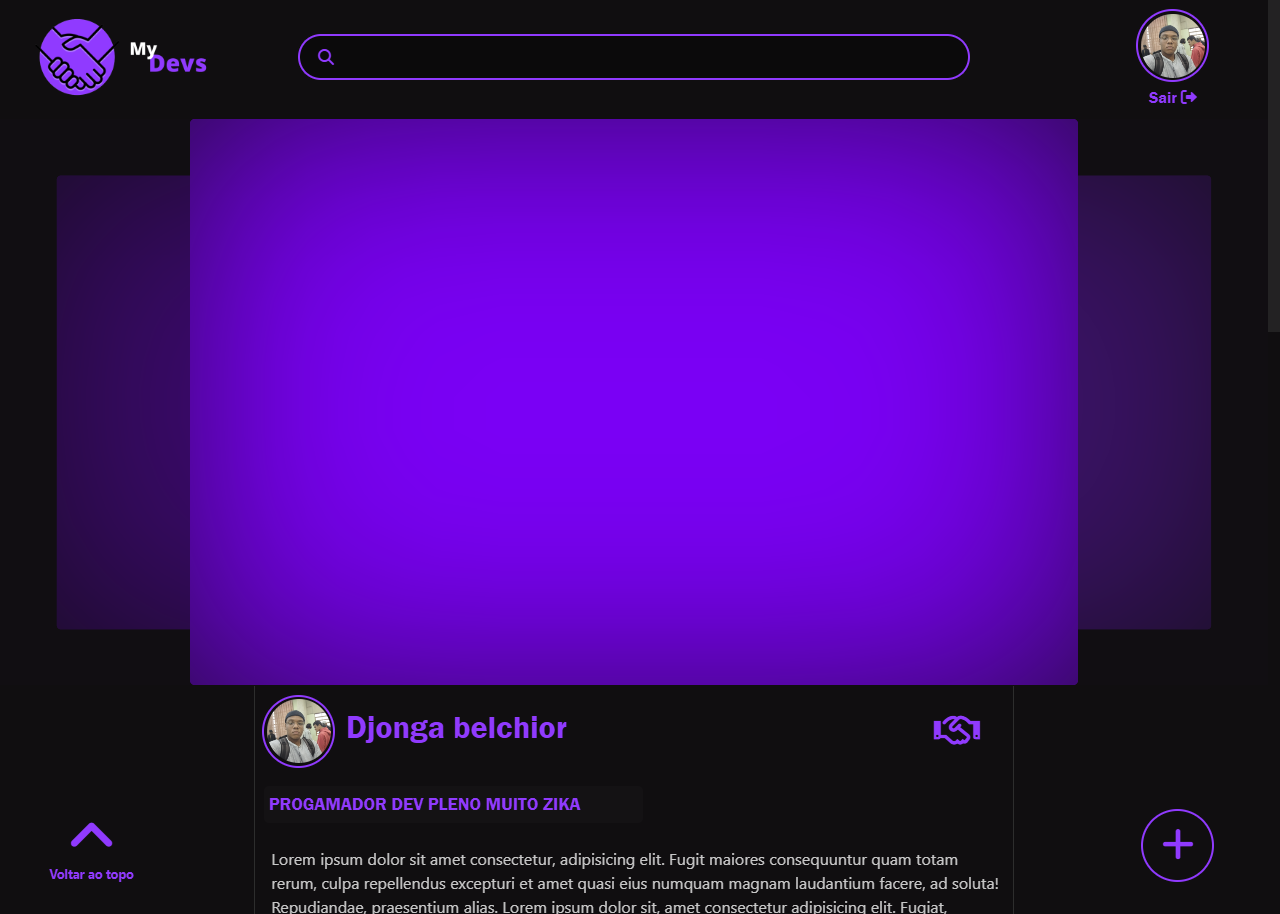 My
Devs
Sair
Djonga belchior
PROGAMADOR DEV PLENO MUITO ZIKA
Lorem ipsum dolor sit amet consectetur, adipisicing elit. Fugit maiores consequuntur quam totam
rerum, culpa repellendus excepturi et amet quasi eius numquam magnam laudantium facere, ad soluta!
Repudiandae, praesentium alias. Lorem ipsum dolor sit, amet consectetur adipisicing elit. Fugiat,
Voltar ao topo